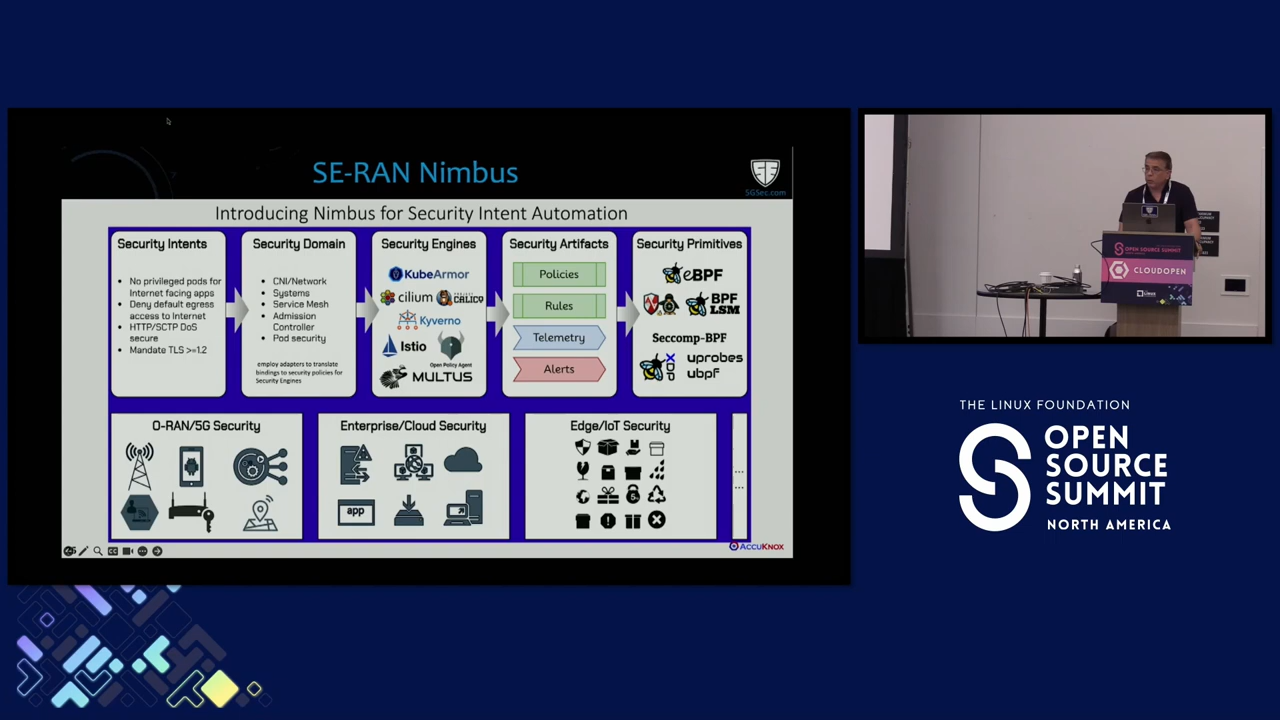 SE-RAN Nimbus
5GSec.com
Introducing Nimbus for Security Intent Automation
Security Intents
• No privileged pods for
Internet facing apps
• Deny default egress
access to Internet
• HTTP/SCTP DoS
secure
• Mandate TLS >=1.2
Security Domain
• CNI/Network
• Systems
• Service Mesh
• Admission
Controller
• Pod security
employ adapters to translate
bindings to security policies for
Security Engines
Security Engines
KubeArmor
cilium
PROJECT
CALICO
Kyverno
Istio
Open Policy Agent
MULTUS
Security Artifacts
Policies
Rules
Telemetry
Alerts
Security Primitives
eBPF
BPF
LSM
Seccomp-BPF
XDP
uprobes
ubpf
O-RAN/5G Security
Enterprise/Cloud Security
app
Edge/IoT Security
...
...
ACCUKNOX
OPEN
SOURCE SUMMIT
CLOUDOPEN
THE LINUX FOUNDATION
OPEN
SOURCE
SUMMIT
NORTH AMERICA